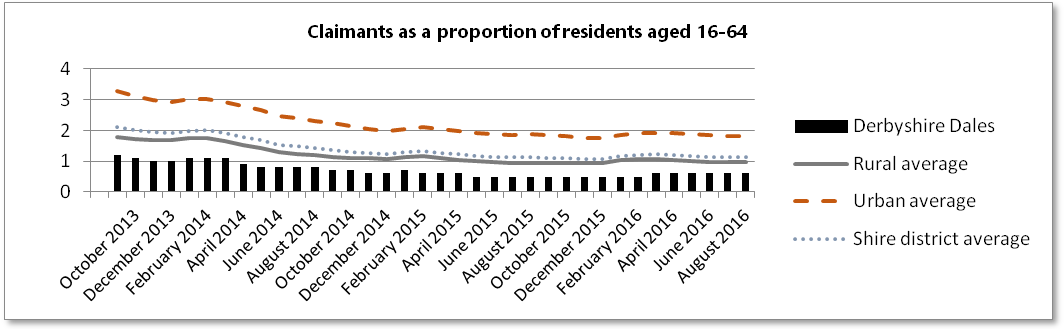 Claimants as a proportion of residents aged 16-64
4
3
2
1
0
October 2013
December 2013
February 2014
April 2014
June 2014
August 2014
October 2014
December 2014
February 2015
April 2015
June 2015
August 2015
October 2015
December 2015
February 2016
April 2016
June 2016
August 2016
Derbyshire Dales
Rural average
Urban average
Shire district average